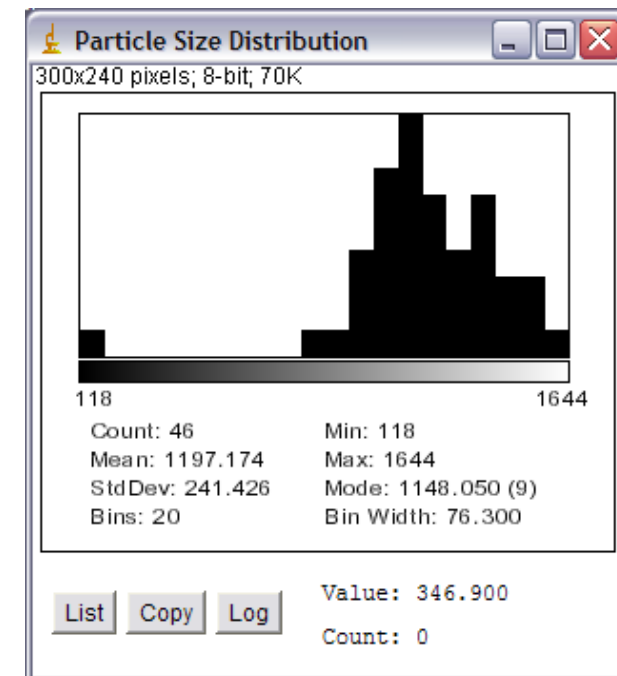 Particle Size Distribution
300x240 pixels; 8-bit; 70K
118 1644
Count: 46 Min: 118
Mean: 1197.174 Max: 1644
StdDev: 241.426 Mode: 1148.050 (9)
Bins: 20 Bin Width: 76.300
List Copy Log Value: 346.900
Count: 0